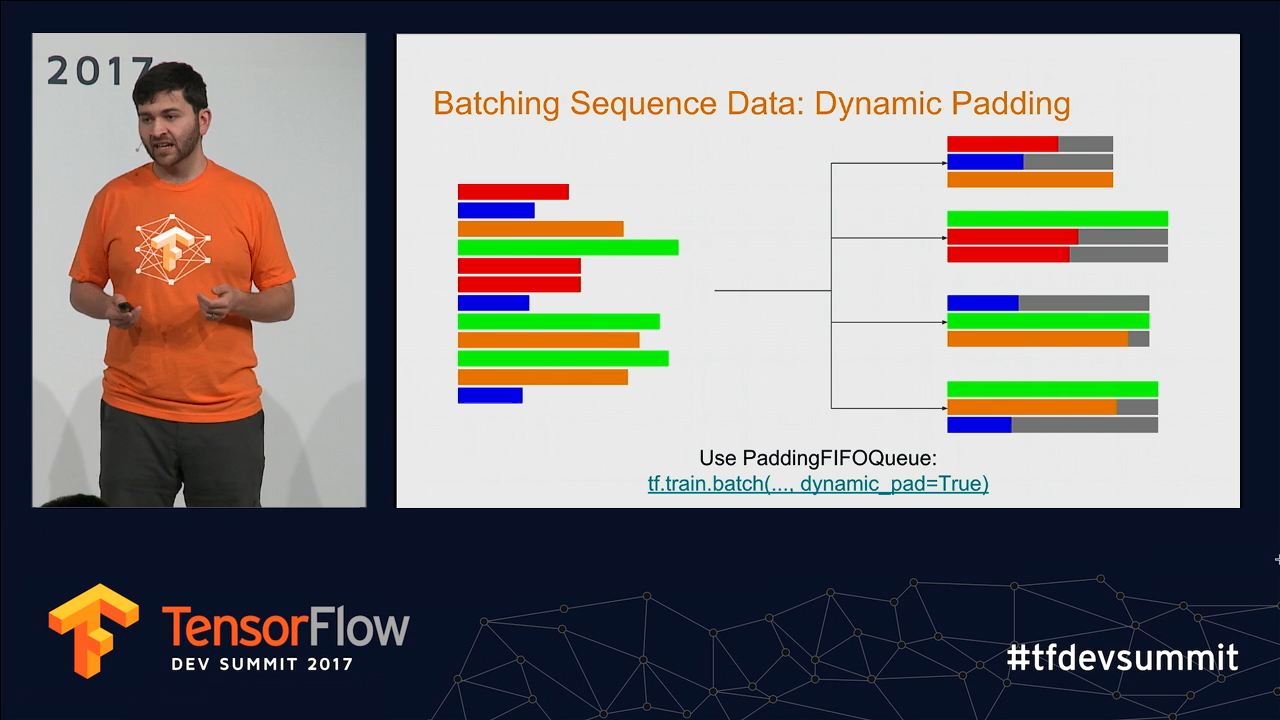 2017
Batching Sequence Data: Dynamic Padding
Use PaddingFIFOQueue:
tf.train.batch(..., dynamic_pad=True)
TensorFlow
DEV SUMMIT 2017
#tfdevsummit